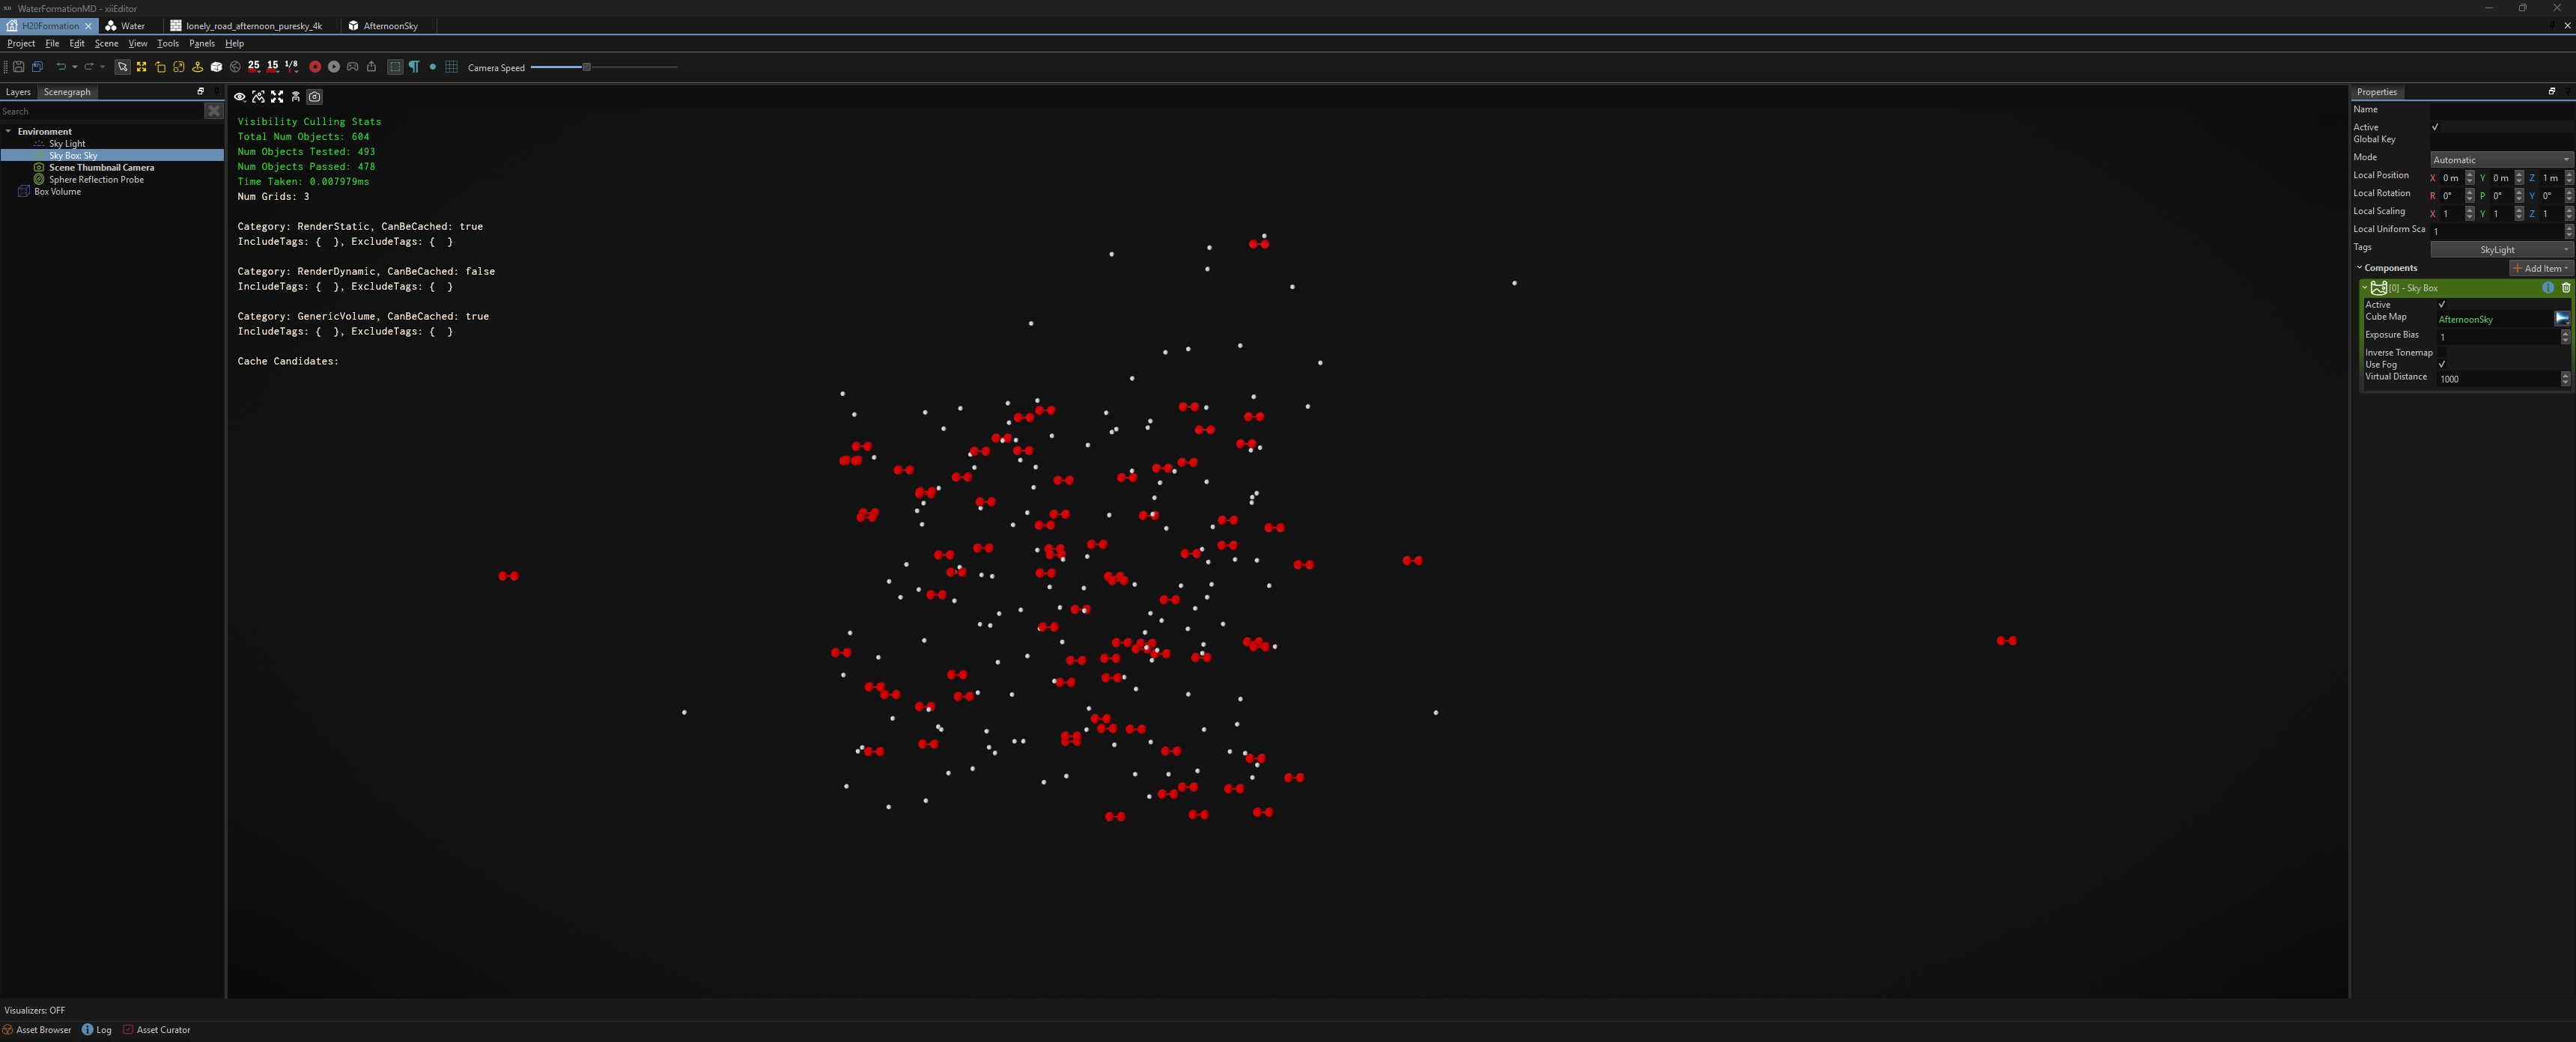 WaterFormationMD - xiiEditor
H20Formation
Water
lonely_road_afternoon_puresky_4k
AfternoonSky
Project File Edit Scene View Tools Panels Help
25 15 1/8 Camera Speed
Layers Scenegraph
Search
Environment
Sky Light
Sky Box: Sky
Scene Thumbnail Camera
Sphere Reflection Probe
Box Volume
Visibility Culling Stats
Total Num Objects: 604
Num Objects Tested: 493
Num Objects Passed: 478
Time Taken: 0.007979ms
Num Grids: 3
Category: RenderStatic, CanBeCached: true
IncludeTags: {  }, ExcludeTags: {  }
Category: RenderDynamic, CanBeCached: false
IncludeTags: {  }, ExcludeTags: {  }
Category: GenericVolume, CanBeCached: true
IncludeTags: {  }, ExcludeTags: {  }
Cache Candidates:
Properties
Name
Active
Global Key
Mode Automatic
Local Position X 0 m Y 0 m Z 1 m
Local Rotation R 0° P 0° Y 0°
Local Scaling X 1 Y 1 Z 1
Local Uniform Sca 1
Tags SkyLight
Components Add Item
[0] - Sky Box
Active
Cube Map AfternoonSky
Exposure Bias 1
Inverse Tonemap
Use Fog
Virtual Distance 1000
Visualizers: OFF
Asset Browser Log Asset Curator